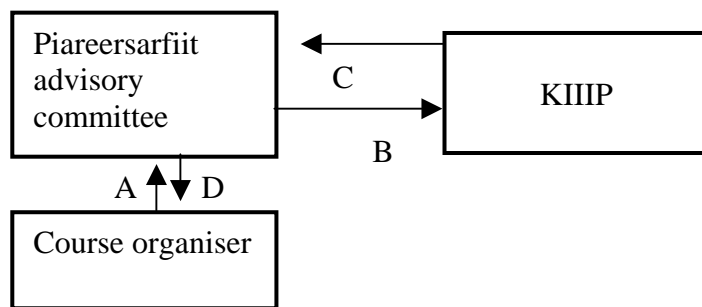 Piareersarfiit
advisory
committee
KIIIP
C
B
A
D
Course organiser